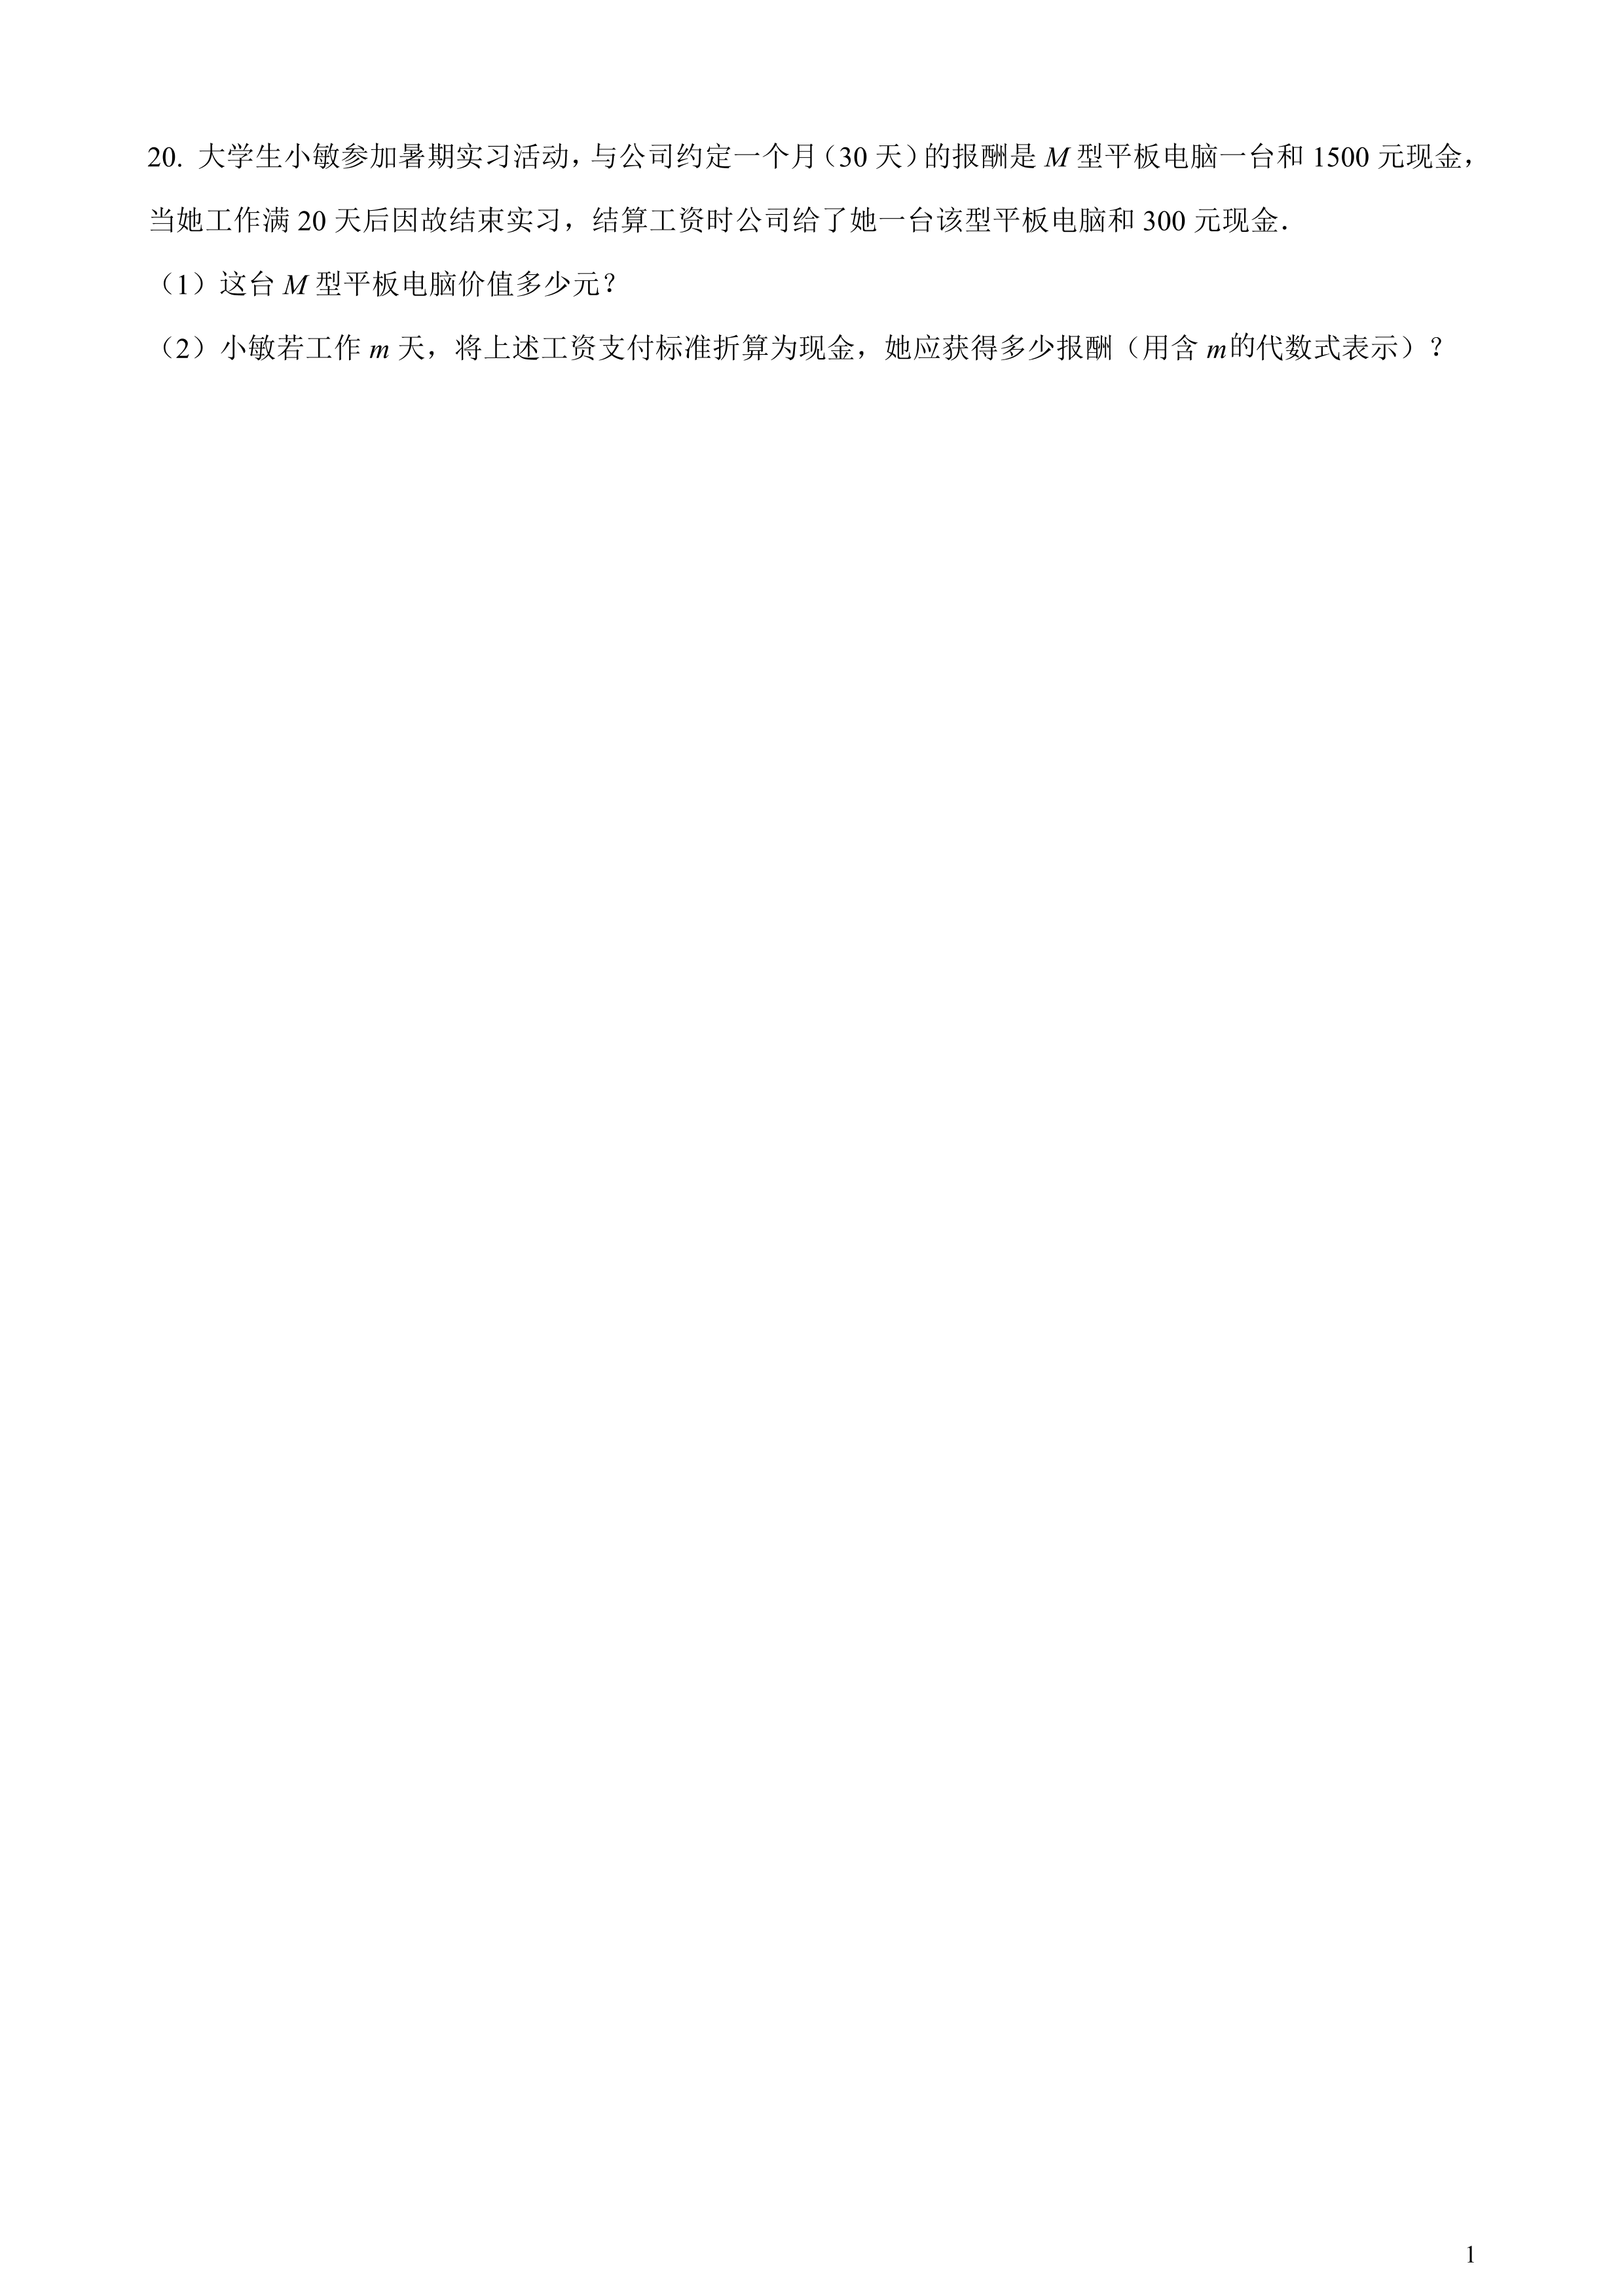 20. 大学生小敏参加暑期实习活动，与公司约定一个月（30 天）的报酬是 M 型平板电脑一台和 1500 元现金，
当她工作满 20 天后因故结束实习，结算工资时公司给了她一台该型平板电脑和 300 元现金．
（1）这台 M 型平板电脑价值多少元？
（2）小敏若工作 m 天，将上述工资支付标准折算为现金，她应获得多少报酬（用含 m的代数式表示）？
1